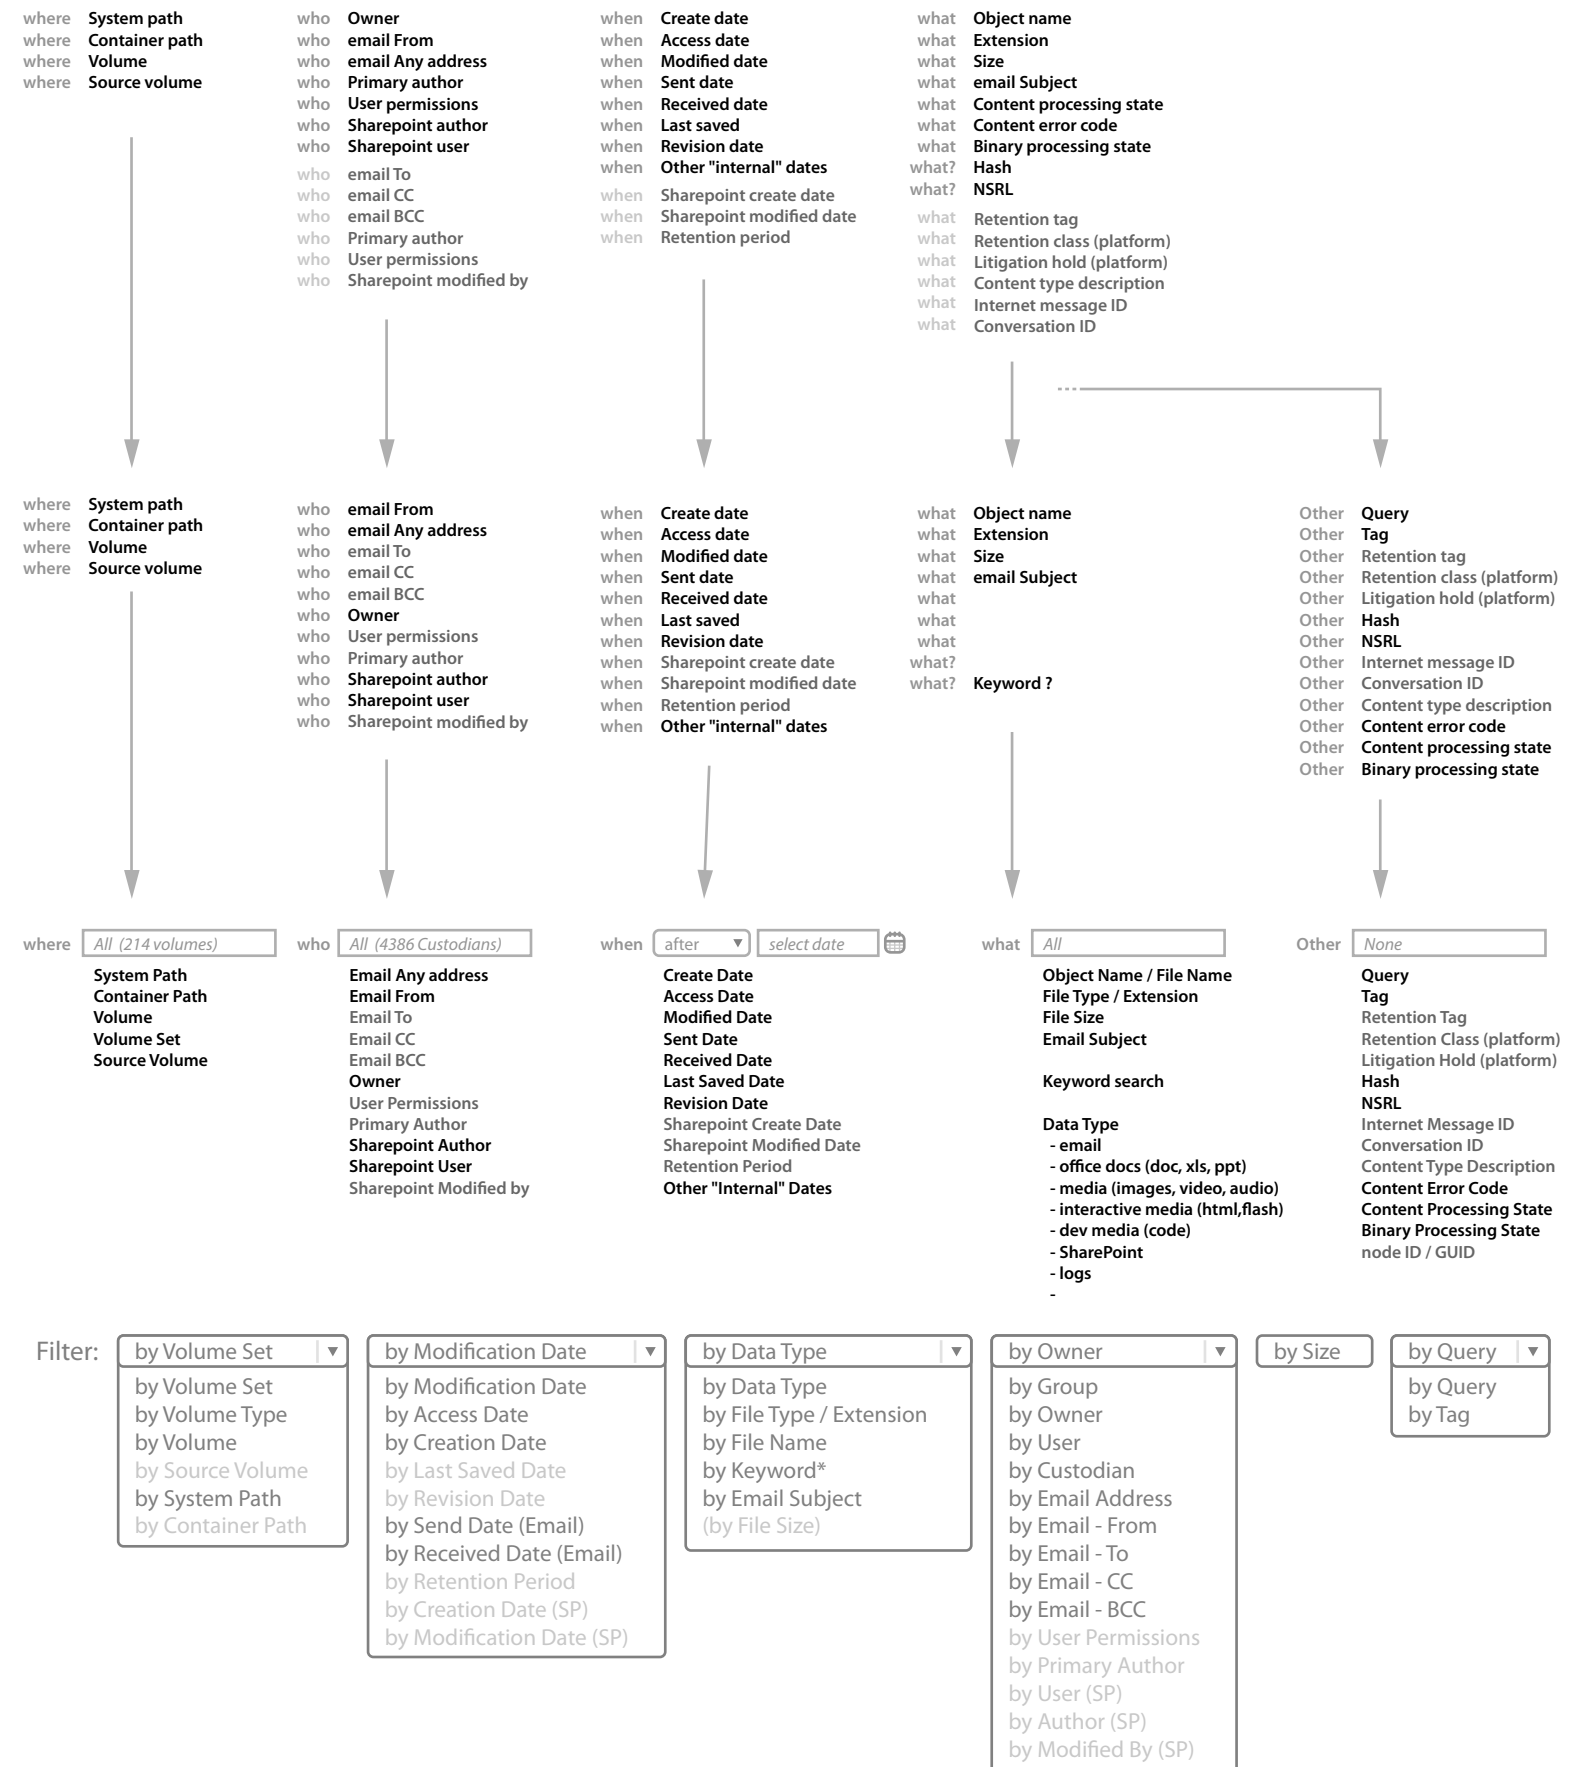 where System path
where Container path
where Volume
where Source volume
who Owner
who email From
who email Any address
who Primary author
who User permissions
who Sharepoint author
who Sharepoint user
who email To
who email CC
who email BCC
who Primary author
who User permissions
who Sharepoint modified by
when Create date
when Access date
when Modified date
when Sent date
when Received date
when Last saved
when Revision date
when Other "internal" dates
when Sharepoint create date
when Sharepoint modified date
when Retention period
what Object name
what Extension
what Size
what email Subject
what Content processing state
what Content error code
what Binary processing state
what? Hash
what? NSRL
what Retention tag
what Retention class (platform)
what Litigation hold (platform)
what Content type description
what Internet message ID
what Conversation ID
where System path
where Container path
where Volume
where Source volume
who email From
who email Any address
who email To
who email CC
who email BCC
who Owner
who User permissions
who Primary author
who Sharepoint author
who Sharepoint user
who Sharepoint modified by
when Create date
when Access date
when Modified date
when Sent date
when Received date
when Last saved
when Revision date
when Sharepoint create date
when Sharepoint modified date
when Retention period
when Other "internal" dates
what Object name
what Extension
what Size
what email Subject
what
what
what
what?
what? Keyword ?
Other Query
Other Tag
Other Retention tag
Other Retention class (platform)
Other Litigation hold (platform)
Other Hash
Other NSRL
Other Internet message ID
Other Conversation ID
Other Content type description
Other Content error code
Other Content processing state
Other Binary processing state
where All (214 volumes)
System Path
Container Path
Volume
Volume Set
Source Volume
who All (4386 Custodians)
Email Any address
Email From
Email To
Email CC
Email BCC
Owner
User Permissions
Primary Author
Sharepoint Author
Sharepoint User
Sharepoint Modified by
when after select date
Create Date
Access Date
Modified Date
Sent Date
Received Date
Last Saved Date
Revision Date
Sharepoint Create Date
Sharepoint Modified Date
Retention Period
Other "Internal" Dates
what All
Object Name / File Name
File Type / Extension
File Size
Email Subject
Keyword search
Data Type
- email
- office docs (doc, xls, ppt)
- media (images, video, audio)
- interactive media (html,flash)
- dev media (code)
- SharePoint
- logs
-
Other None
Query
Tag
Retention Tag
Retention Class (platform)
Litigation Hold (platform)
Hash
NSRL
Internet Message ID
Conversation ID
Content Type Description
Content Error Code
Content Processing State
Binary Processing State
node ID / GUID
Filter:
by Volume Set
by Volume Set
by Volume Type
by Volume
by Source Volume
by System Path
by Container Path
by Modification Date
by Modification Date
by Access Date
by Creation Date
by Last Saved Date
by Revision Date
by Send Date (Email)
by Received Date (Email)
by Retention Period
by Creation Date (SP)
by Modification Date (SP)
by Data Type
by Data Type
by File Type / Extension
by File Name
by Keyword*
by Email Subject
(by File Size)
by Owner
by Group
by Owner
by User
by Custodian
by Email Address
by Email - From
by Email - To
by Email - CC
by Email - BCC
by User Permissions
by Primary Author
by User (SP)
by Author (SP)
by Modified By (SP)
by Size
by Query
by Query
by Tag